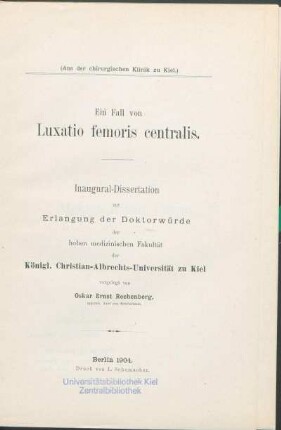 (Aus der chirurgischen Klinik zu Kiel.)
Ein Fall von
Luxatio femoris centralis.
Inaugural-Dissertation
zur
Erlangung der Doktorwürde
der
hohen medizinischen Fakultät
der
Königl. Christian-Albrechts-Universität zu Kiel
vorgelegt von
Oskar Ernst Rechenberg,
Berlin 1904.
Druck von L. Schumacher.
Universitätsbibliothek Kiel
Zentralbibliothek